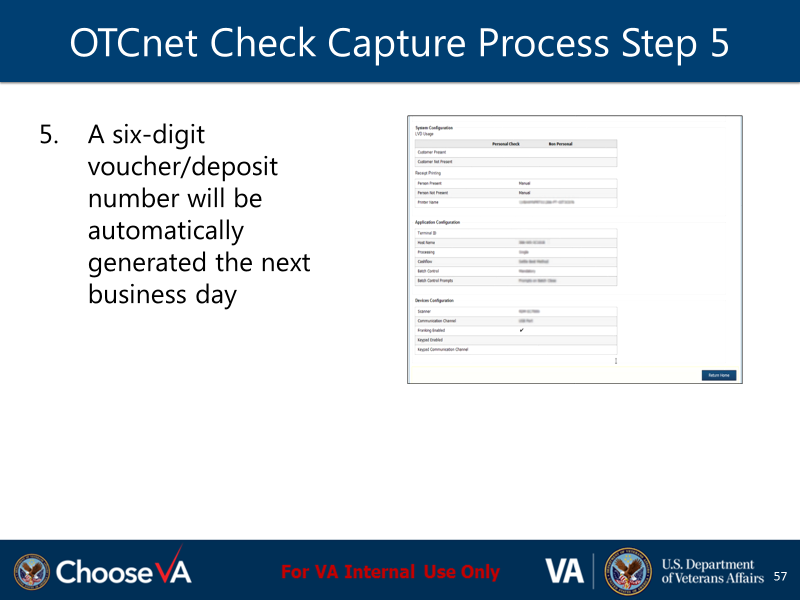 OTCnet Check Capture Process Step 5
5. A six-digit
voucher/deposit
number will be
automatically
generated the next
business day
System Configuration
LVD Usage
Personal Check Non Personal
Customer Present
Customer Not Present
Receipt Printing
Person Present Manual
Person Not Present Manual
Printer Name
Application Configuration
Terminal ID
Host Name
Processing
Cashflow
Batch Control
Batch Control Prompts
Devices Configuration
Scanner
Communication Channel
Franking Enabled ✔
Keypad Enabled
Keypad Communication Channel
Return Home
Choose VA
For VA Internal Use Only
VA
U.S. Department
of Veterans Affairs
57